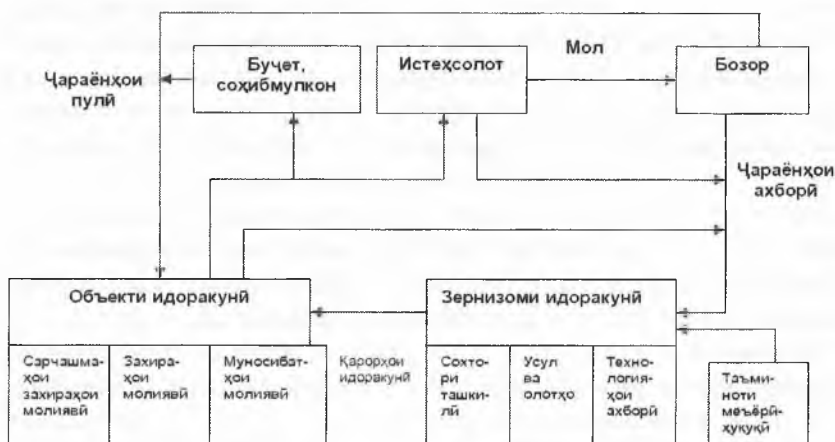 Мол
Буҷет,
соҳибмулкон
Истеҳсолот
Бозор
Ҷараёнҳои
пулӣ
Ҷараёнҳои
ахборӣ
Объекти идоракунӣ
Зернизоми идоракунӣ
Сарчашма-
ҳои
захираҳои
молиявӣ
Захира-
ҳои
молиявӣ
Муносибат-
ҳои
молиявӣ
Қарорҳои
идоракунӣ
Сохто-
ри
ташки-
лӣ
Усул
ва
олотҳо
Техно-
логия-
ҳои
ахборӣ
Таъми-
ноти
меъёрӣ-
ҳуқуқӣ